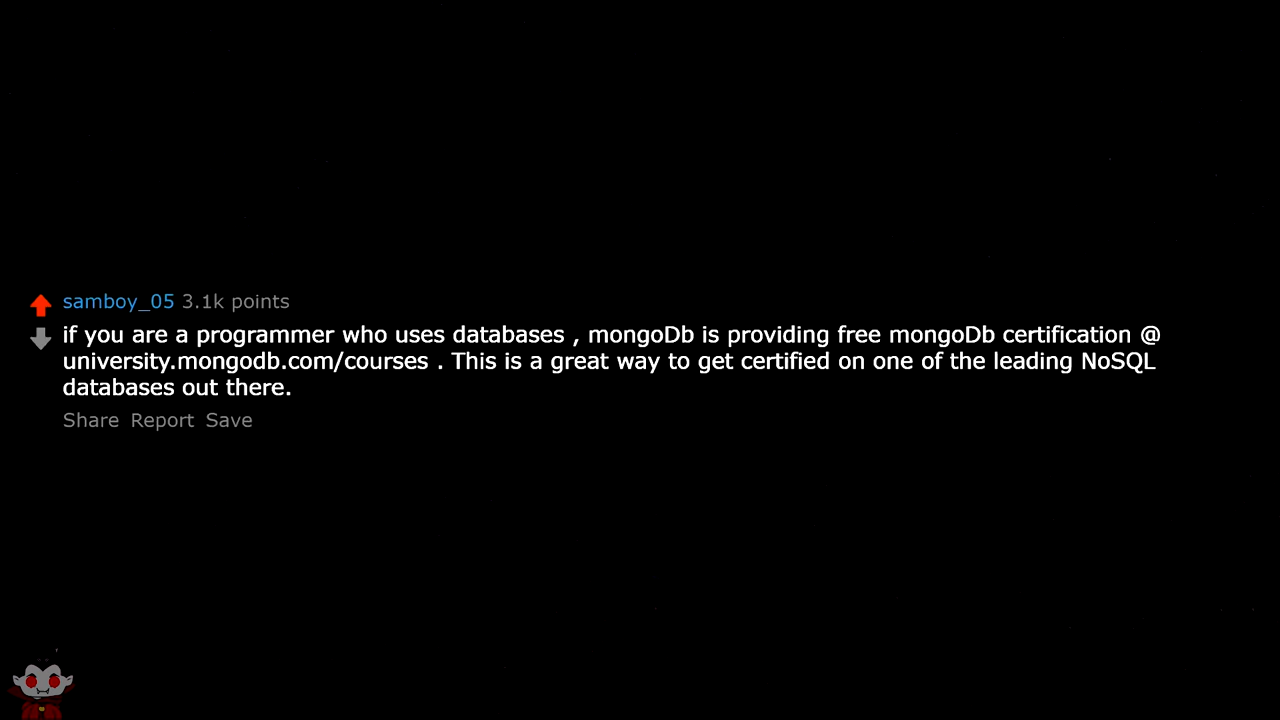 samboy_05 3.1k points
if you are a programmer who uses databases , mongoDb is providing free mongoDb certification @
university.mongodb.com/courses . This is a great way to get certified on one of the leading NoSQL
databases out there.
Share Report Save